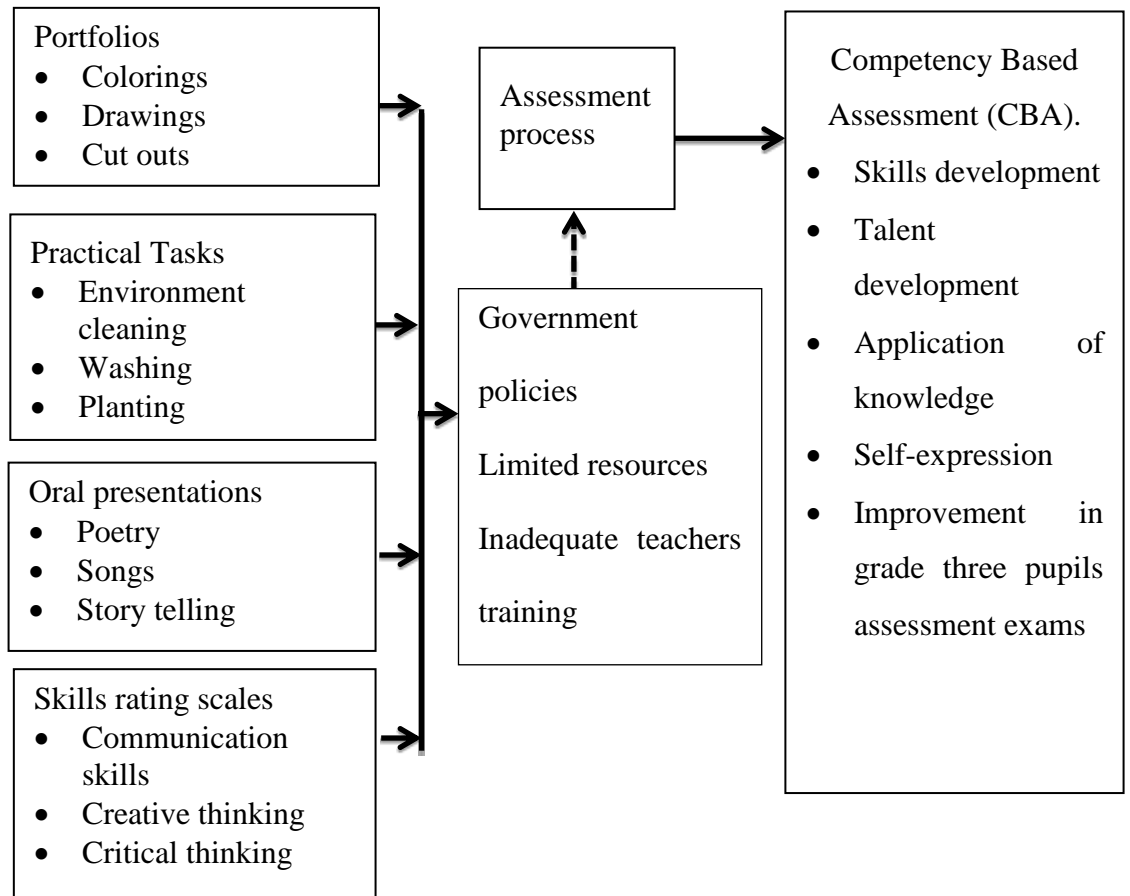 Portfolios
• Colorings
• Drawings
• Cut outs
Practical Tasks
• Environment
cleaning
• Washing
• Planting
Oral presentations
• Poetry
• Songs
• Story telling
Skills rating scales
• Communication
skills
• Creative thinking
• Critical thinking
Assessment
process
Government
policies
Limited resources
Inadequate teachers
training
Competency Based
Assessment (CBA).
• Skills development
• Talent
development
• Application of
knowledge
• Self-expression
• Improvement in
grade three pupils
assessment exams